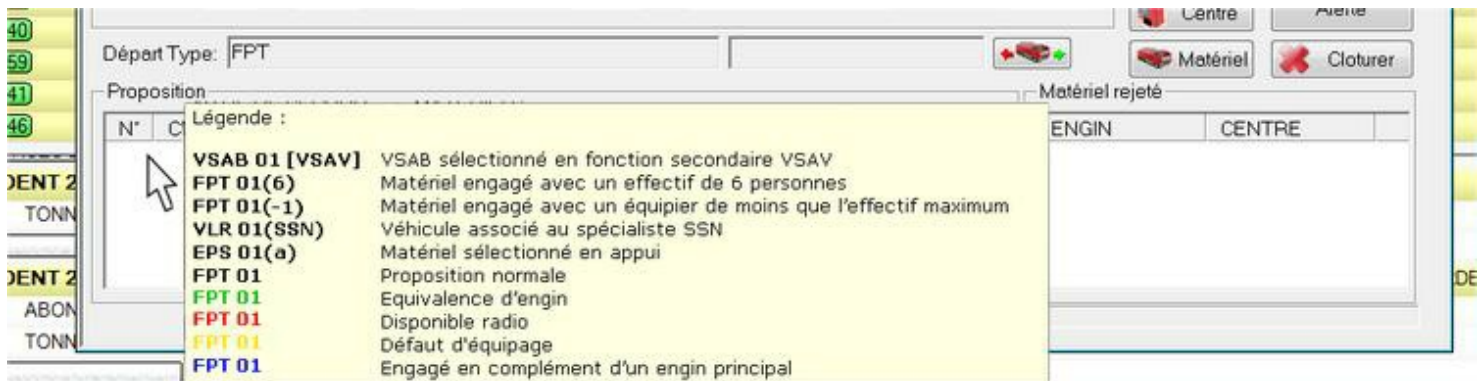 40
Centre
Alerte
59
Départ Type: FPT
Matériel
Cloturer
41
Proposition
Matériel rejeté
46
N°
ENGIN
CENTRE
Légende :
VSAB 01 [VSAV] VSAB sélectionné en fonction secondaire VSAV
DENT 2
FPT 01(6) Matériel engagé avec un effectif de 6 personnes
TONN
FPT 01(-1) Matériel engagé avec un équipier de moins que l'effectif maximum
VLR 01(SSN) Véhicule associé au spécialiste SSN
EPS 01(a) Matériel sélectionné en appui
DENT 2
FPT 01 Proposition normale
FPT 01 Equivalence d'engin
ABON
FPT 01 Disponible radio
TONN
FPT 01 Défaut d'équipage
FPT 01 Engagé en complément d'un engin principal